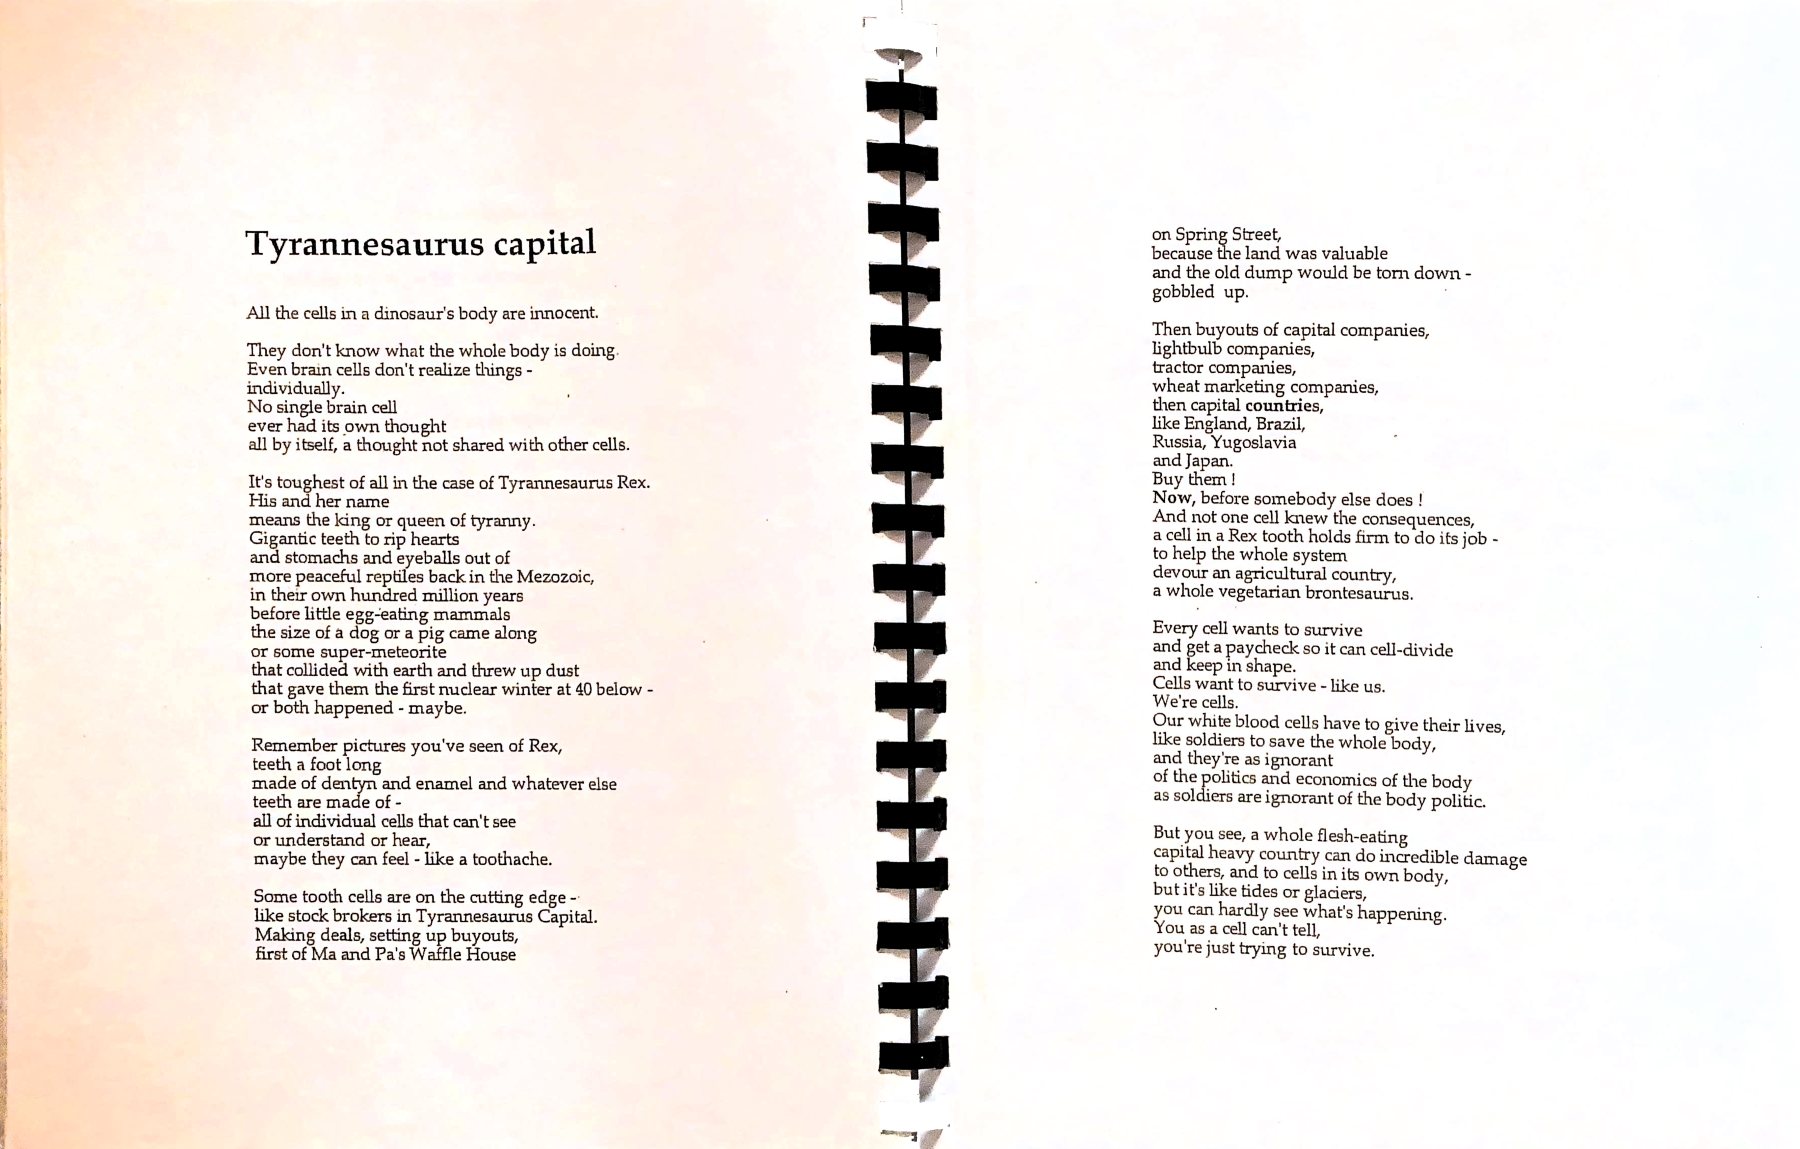 Tyrannesaurus capital
All the cells in a dinosaur's body are innocent.
They don't know what the whole body is doing.
Even brain cells don't realize things -
individually.
No single brain cell
ever had its own thought
all by itself, a thought not shared with other cells.
It's toughest of all in the case of Tyrannesaurus Rex.
His and her name
means the king or queen of tyranny.
Gigantic teeth to rip hearts
and stomachs and eyeballs out of
more peaceful reptiles back in the Mezozoic,
in their own hundred million years
before little egg-eating mammals
the size of a dog or a pig came along
or some super-meteorite
that collided with earth and threw up dust
that gave them the first nuclear winter at 40 below -
or both happened - maybe.
Remember pictures you've seen of Rex,
teeth a foot long
made of dentyn and enamel and whatever else
teeth are made of -
all of individual cells that can't see
or understand or hear,
maybe they can feel - like a toothache.
Some tooth cells are on the cutting edge -
like stock brokers in Tyrannesaurus Capital.
Making deals, setting up buyouts,
first of Ma and Pa's Waffle House
on Spring Street,
because the land was valuable
and the old dump would be torn down -
gobbled up.
Then buyouts of capital companies,
lightbulb companies,
tractor companies,
wheat marketing companies,
then capital countries,
like England, Brazil,
Russia, Yugoslavia
and Japan.
Buy them !
Now, before somebody else does !
And not one cell knew the consequences,
a cell in a Rex tooth holds firm to do its job -
to help the whole system
devour an agricultural country,
a whole vegetarian brontesaurus.
Every cell wants to survive
and get a paycheck so it can cell-divide
and keep in shape.
Cells want to survive - like us.
We're cells.
Our white blood cells have to give their lives,
like soldiers to save the whole body,
and they're as ignorant
of the politics and economics of the body
as soldiers are ignorant of the body politic.
But you see, a whole flesh-eating
capital heavy country can do incredible damage
to others, and to cells in its own body,
but it's like tides or glaciers,
you can hardly see what's happening.
You as a cell can't tell,
you're just trying to survive.